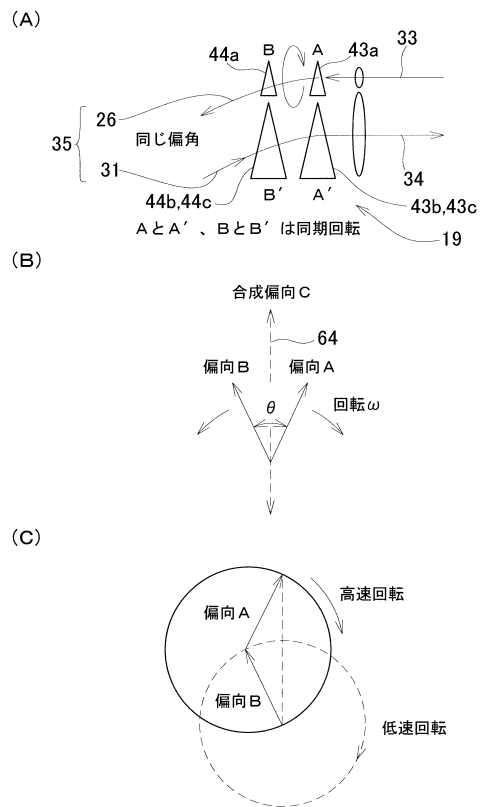 (A)
B A
44a 43a 33
26
35 同じ偏角
31 34
44b,44c B′ A′ 43b,43c
AとA′、BとB′は同期回転 19
(B)
合成偏向C
64
偏向B 偏向A
θ 回転ω
(C)
高速回転
偏向A
偏向B
低速回転